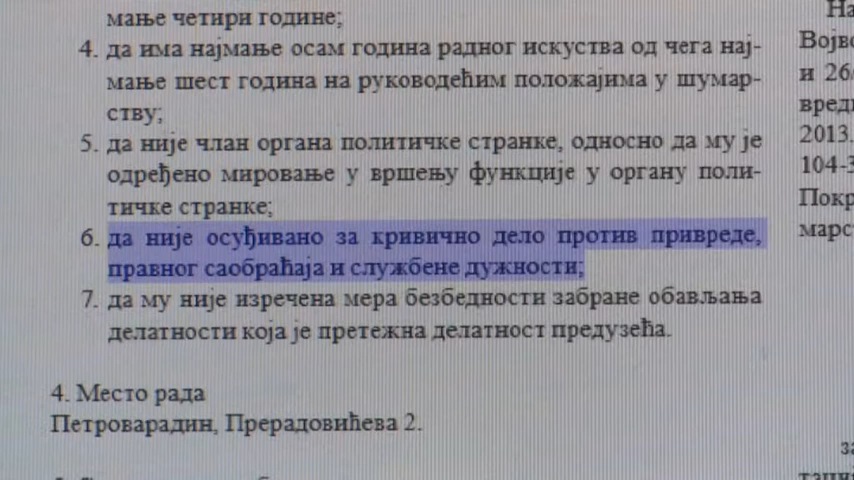 мање четири године;
4. да има најмање осам година радног искуства од чега нај-
мање шест година на руководећим положајима у шумар-
ству;
5. да није члан органа политичке странке, односно да му је
одређено мировање у вршењу функције у органу поли-
тичке странке;
6. да није осуђивано за кривично дело против привреде,
правног саобраћаја и службене дужности;
7. да му није изречена мера безбедности забране обављања
делатности која је претежна делатност предузећа.
4. Место рада
Петроварадин, Прерадовићева 2.
На
Војво
и 26/
вреди
2013.
104-3
Покр
марс
за